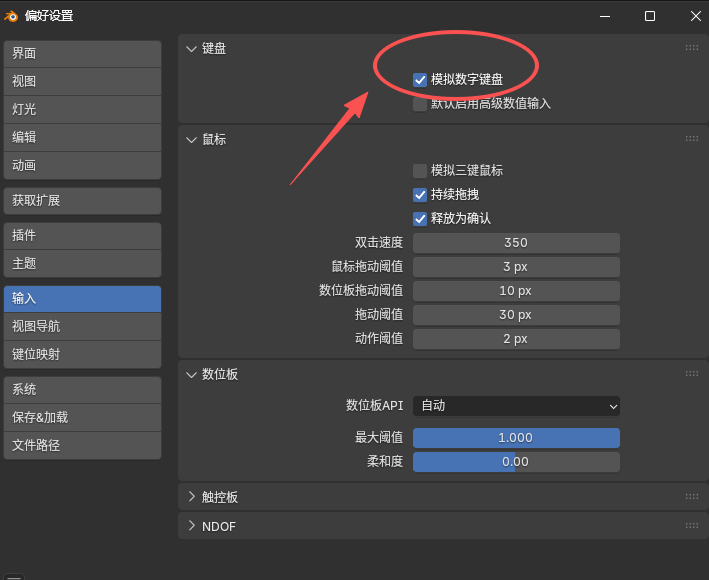 偏好设置
界面
视图
灯光
编辑
动画
获取扩展
插件
主题
输入
视图导航
键位映射
系统
保存&加载
文件路径
键盘
模拟数字键盘
默认启用高级数值输入
鼠标
模拟三键鼠标
持续拖拽
释放为确认
双击速度 350
鼠标拖动阈值 3 px
数位板拖动阈值 10 px
拖动阈值 30 px
动作阈值 2 px
数位板
数位板API 自动
最大阈值 1.000
柔和度 0.00
触控板
NDOF